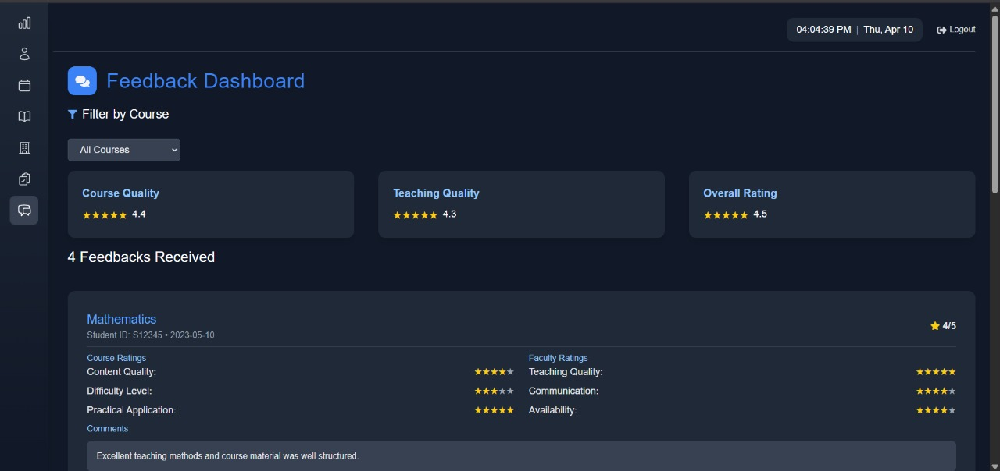 04:04:39 PM | Thu, Apr 10 Logout
Feedback Dashboard
Filter by Course
All Courses
Course Quality
★★★★★ 4.4
Teaching Quality
★★★★★ 4.3
Overall Rating
★★★★★ 4.5
4 Feedbacks Received
Mathematics
Student ID: S12345 • 2023-05-10
★ 4/5
Course Ratings
Content Quality: ★★★★★
Difficulty Level: ★★★★★
Practical Application: ★★★★★
Faculty Ratings
Teaching Quality: ★★★★★
Communication: ★★★★★
Availability: ★★★★★
Comments
Excellent teaching methods and course material was well structured.